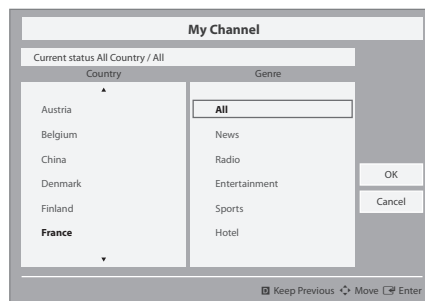 My Channel
Current status All Country / All
Country
Genre
Austria
Belgium
China
Denmark
Finland
France
All
News
Radio
Entertainment
Sports
Hotel
OK
Cancel
Keep Previous Move Enter